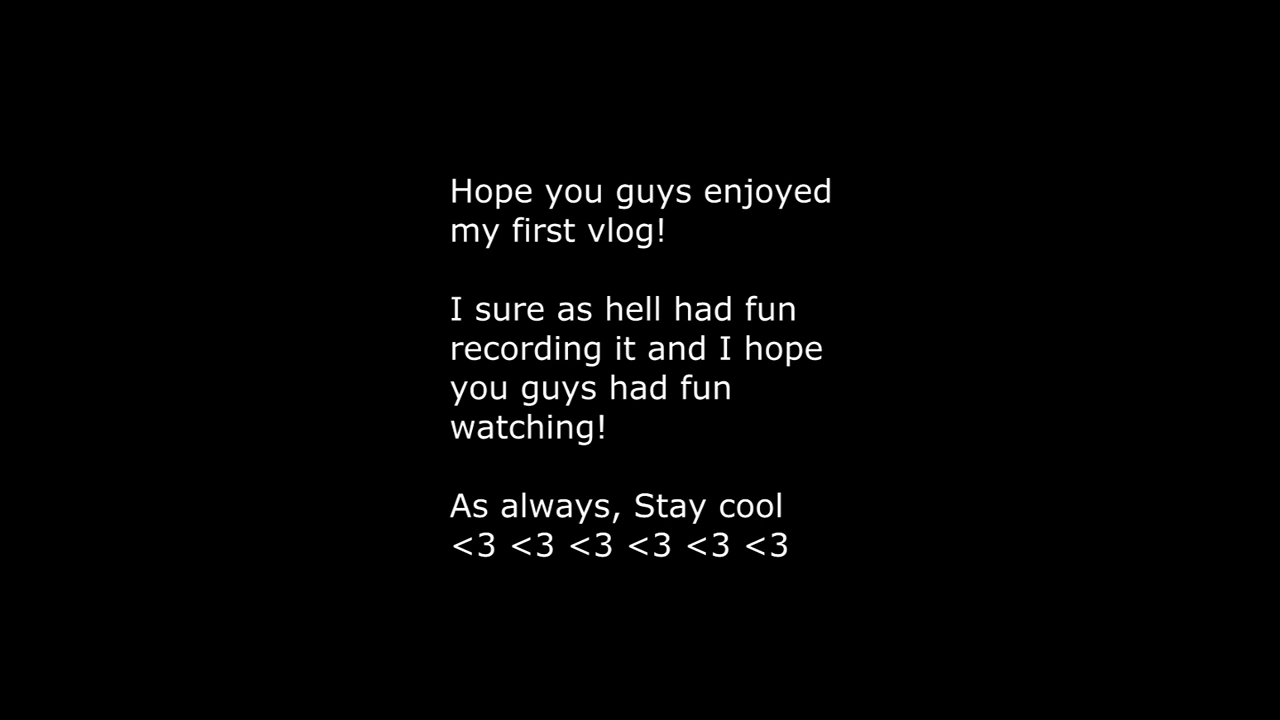 Hope you guys enjoyed
my first vlog!
I sure as hell had fun
recording it and I hope
you guys had fun
watching!
As always, Stay cool
<3 <3 <3 <3 <3 <3